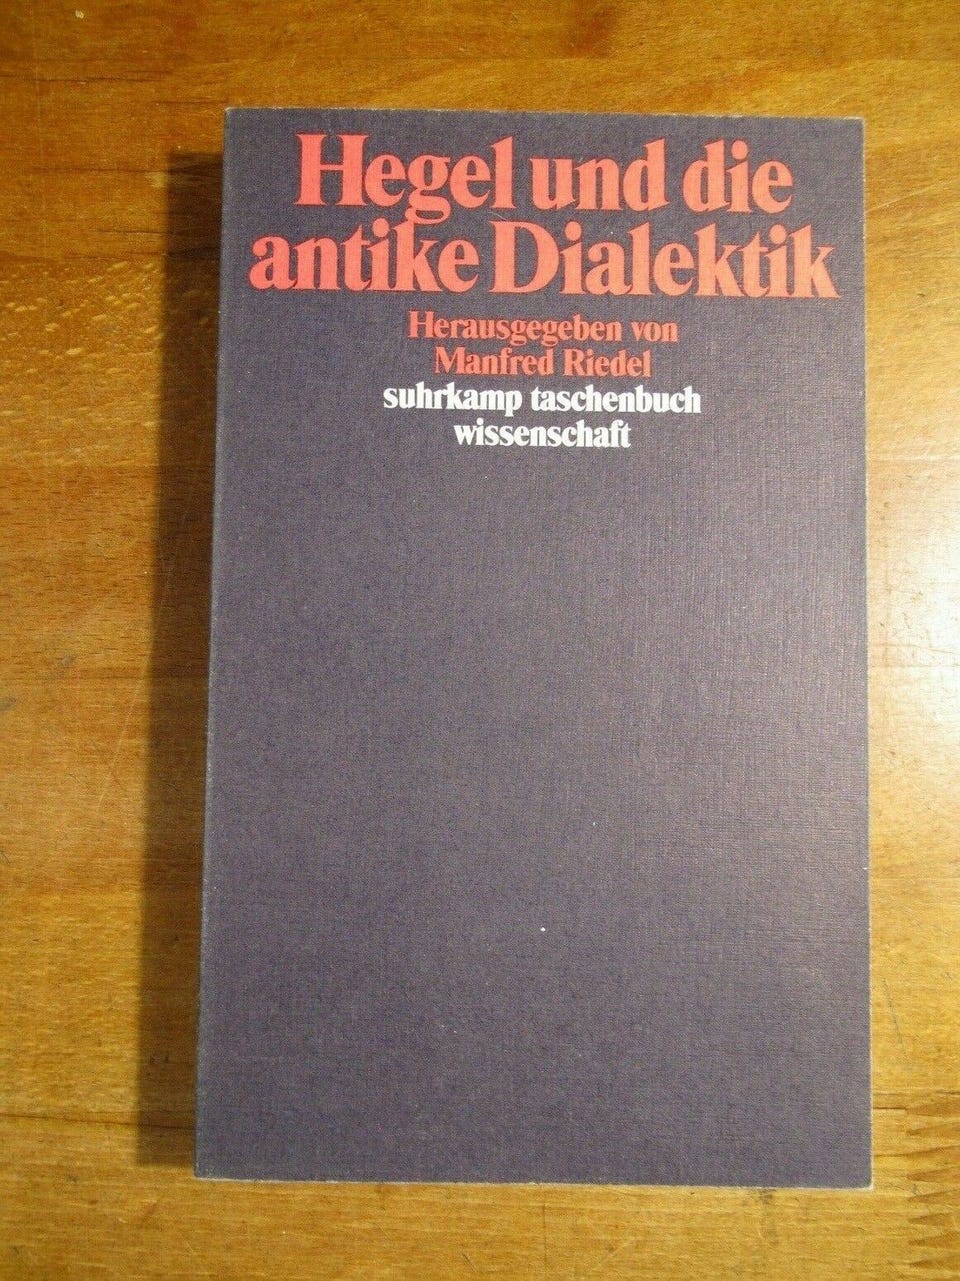 Hegel und die
antike Dialektik
Herausgegeben von
Manfred Riedel
suhrkamp taschenbuch
wissenschaft